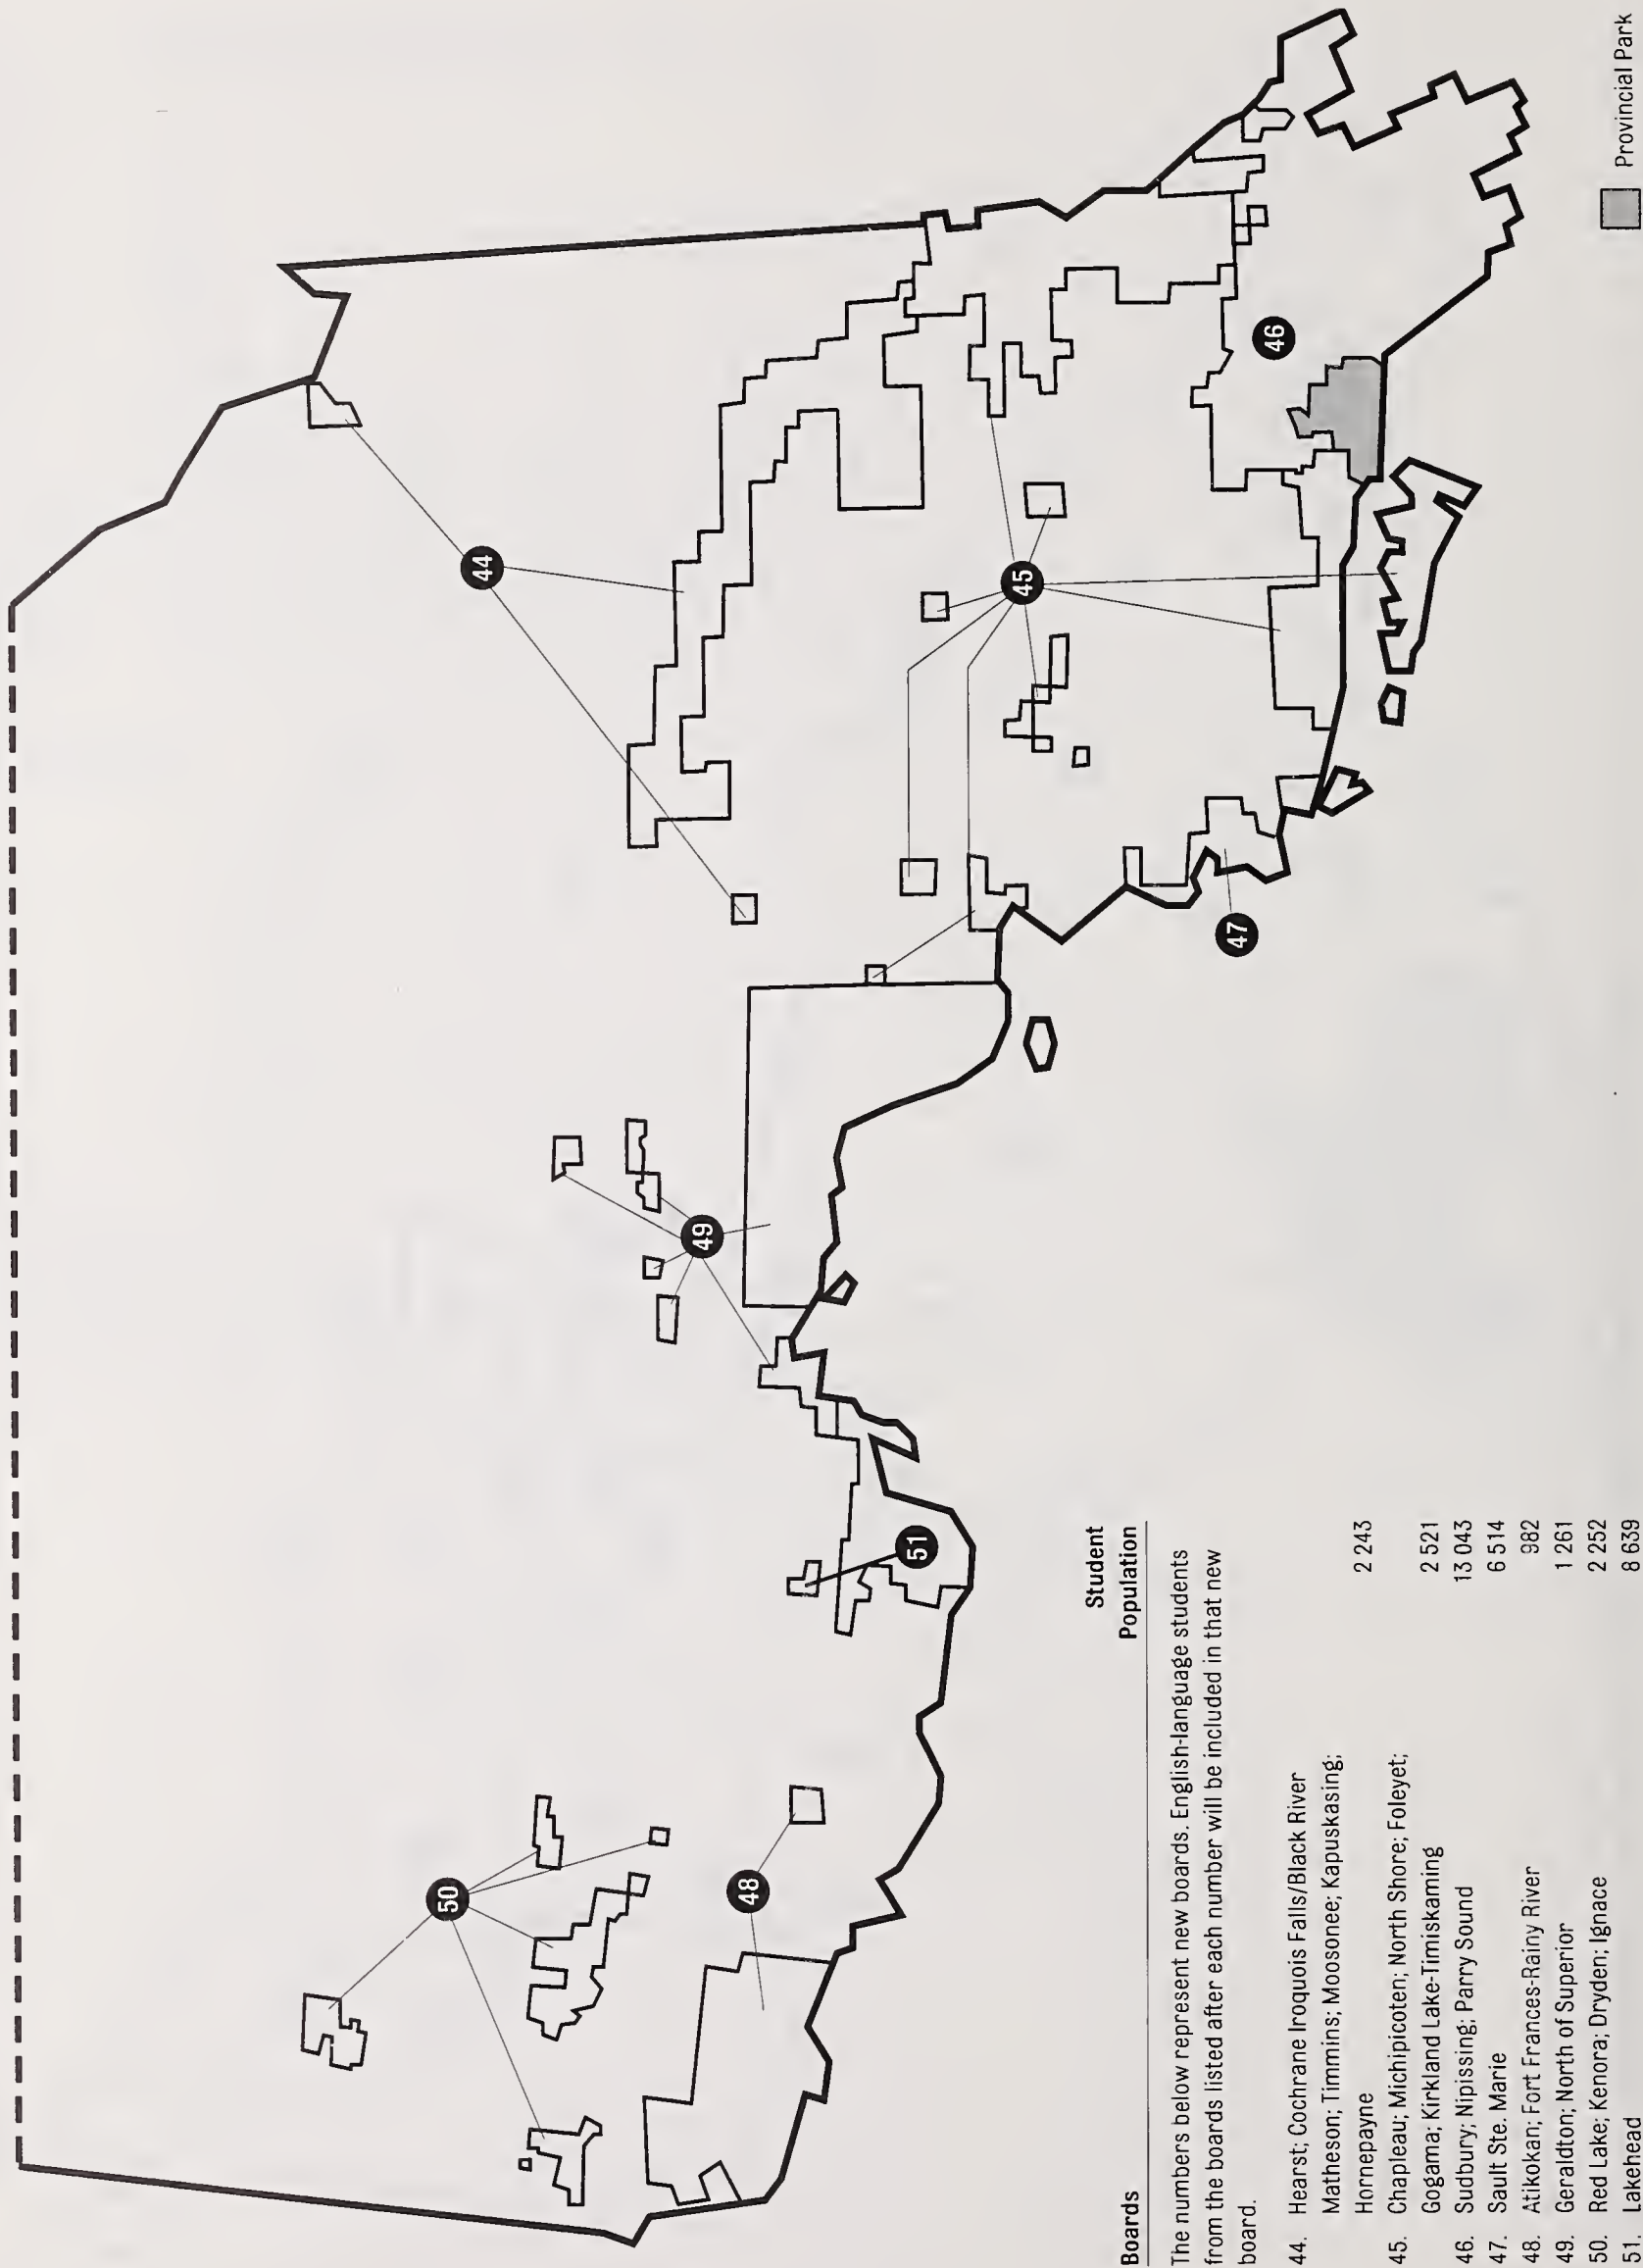 44
45
46
47
48
49
50
51
Boards Student Population
The numbers below represent new boards. English-language students
from the boards listed after each number will be included in that new
board.
44. Hearst; Cochrane Iroquois Falls/Black River
Matheson; Timmins; Moosonee; Kapuskasing;
Hornepayne 2 243
45. Chapleau; Michipicoten; North Shore; Foleyet;
Gogama; Kirkland Lake-Timiskaming 2 521
46. Sudbury; Nipissing; Parry Sound 13 043
47. Sault Ste. Marie 6 514
48. Atikokan; Fort Frances-Rainy River 982
49. Geraldton; North of Superior 1 261
50. Red Lake; Kenora; Dryden; Ignace 2 252
51. Lakehead 8 639
Provincial Park